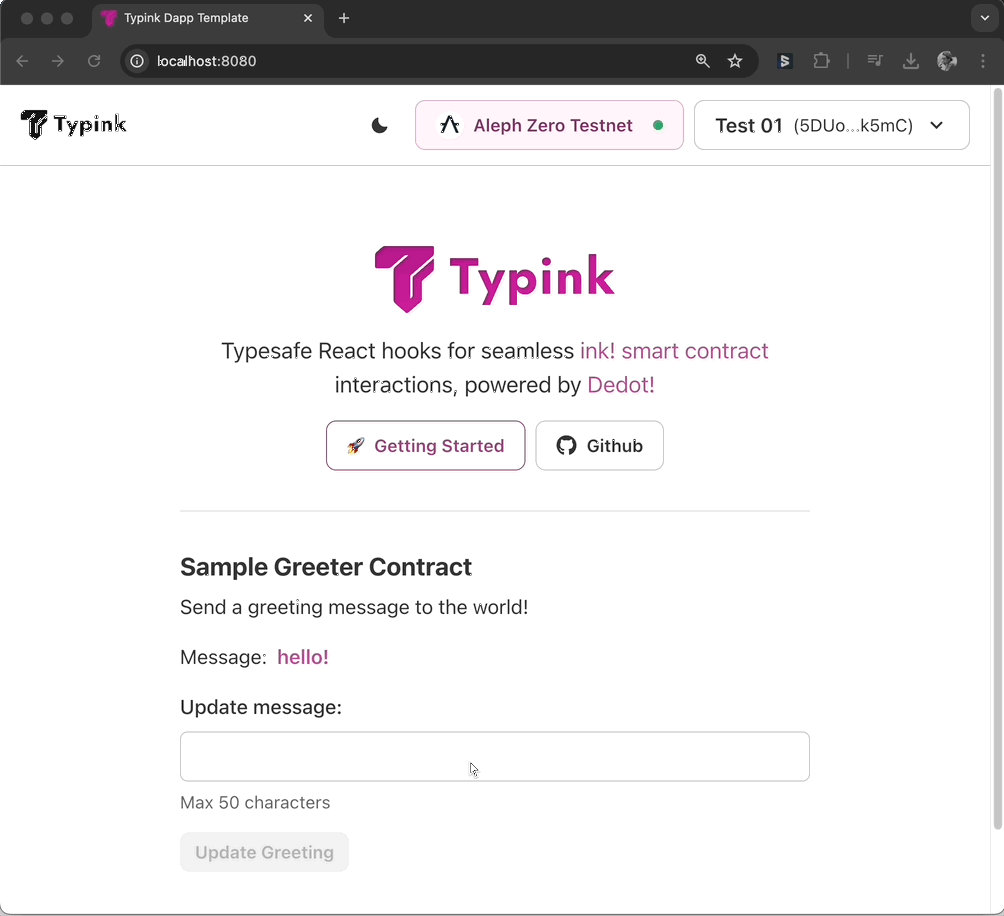 Typink Dapp Template
localhost:8080
Typink
Aleph Zero Testnet
Test 01 (5DUo...k5mC)
Typink
Typesafe React hooks for seamless ink! smart contract
interactions, powered by Dedot!
🚀 Getting Started
Github
Sample Greeter Contract
Send a greeting message to the world!
Message: hello!
Update message:
Max 50 characters
Update Greeting